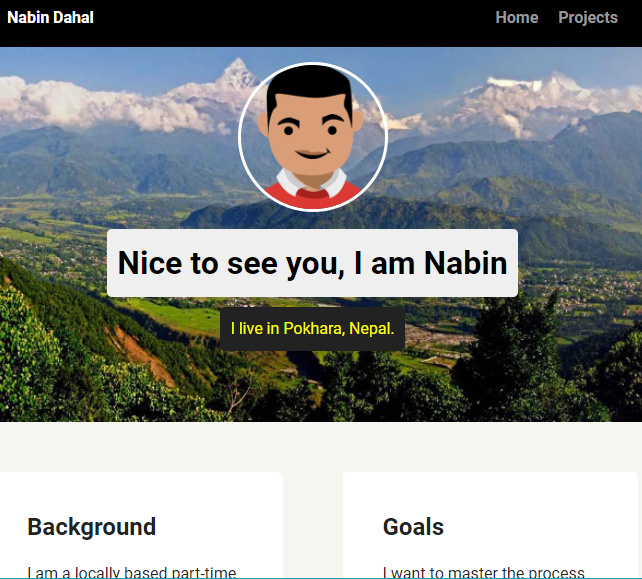 Nabin Dahal
Home Projects
Nice to see you, I am Nabin
I live in Pokhara, Nepal.
Background
I am a locally based part-time
Goals
I want to master the process